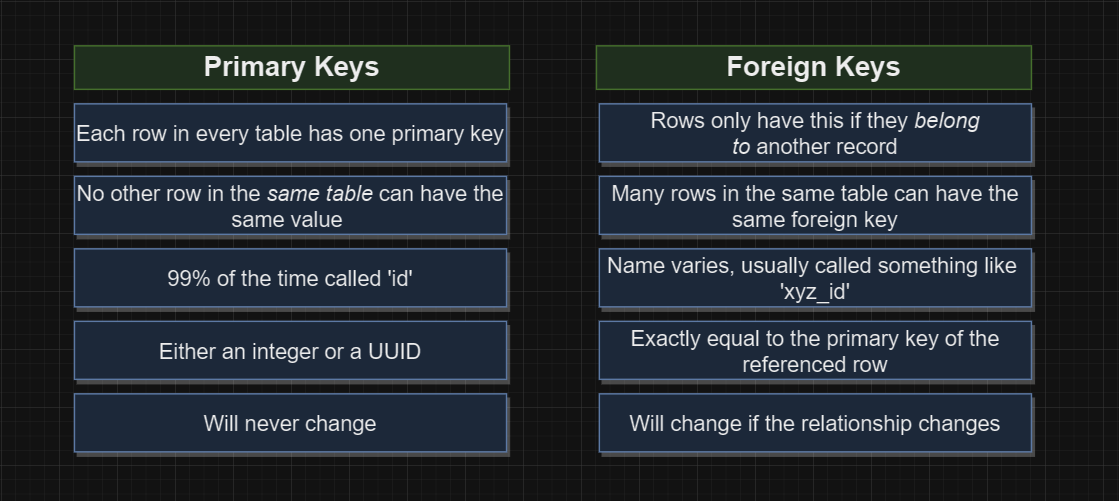 Primary Keys
Each row in every table has one primary key
No other row in the same table can have the
same value
99% of the time called 'id'
Either an integer or a UUID
Will never change
Foreign Keys
Rows only have this if they belong
to another record
Many rows in the same table can have the
same foreign key
Name varies, usually called something like
'xyz_id'
Exactly equal to the primary key of the
referenced row
Will change if the relationship changes